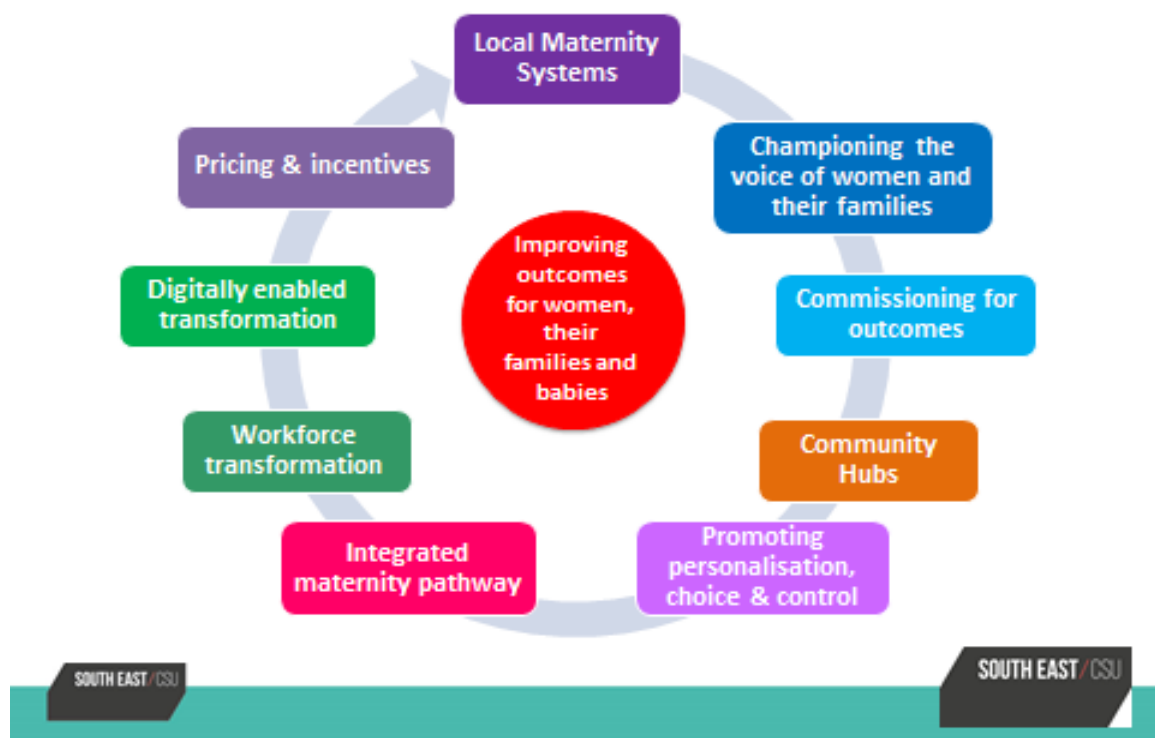 Local Maternity
Systems
Championing the
voice of women and
their families
Commissioning for
outcomes
Community
Hubs
Promoting
personalisation,
choice & control
Integrated
maternity pathway
Workforce
transformation
Digitally enabled
transformation
Pricing & incentives
Improving
outcomes
for women,
their
families and
babies
SOUTH EAST/CSU
SOUTH EAST/CSU